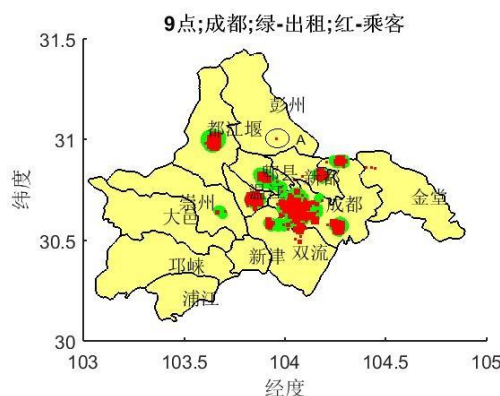 9点;成都;绿-出租;红-乘客
31.5
彭州
都江堰
A
31
郫县
新都
纬度
温江
崇州
成都
金堂
大邑
30.5
新津
双流
邛崃
浦江
30
103
103.5
104
104.5
105
经度